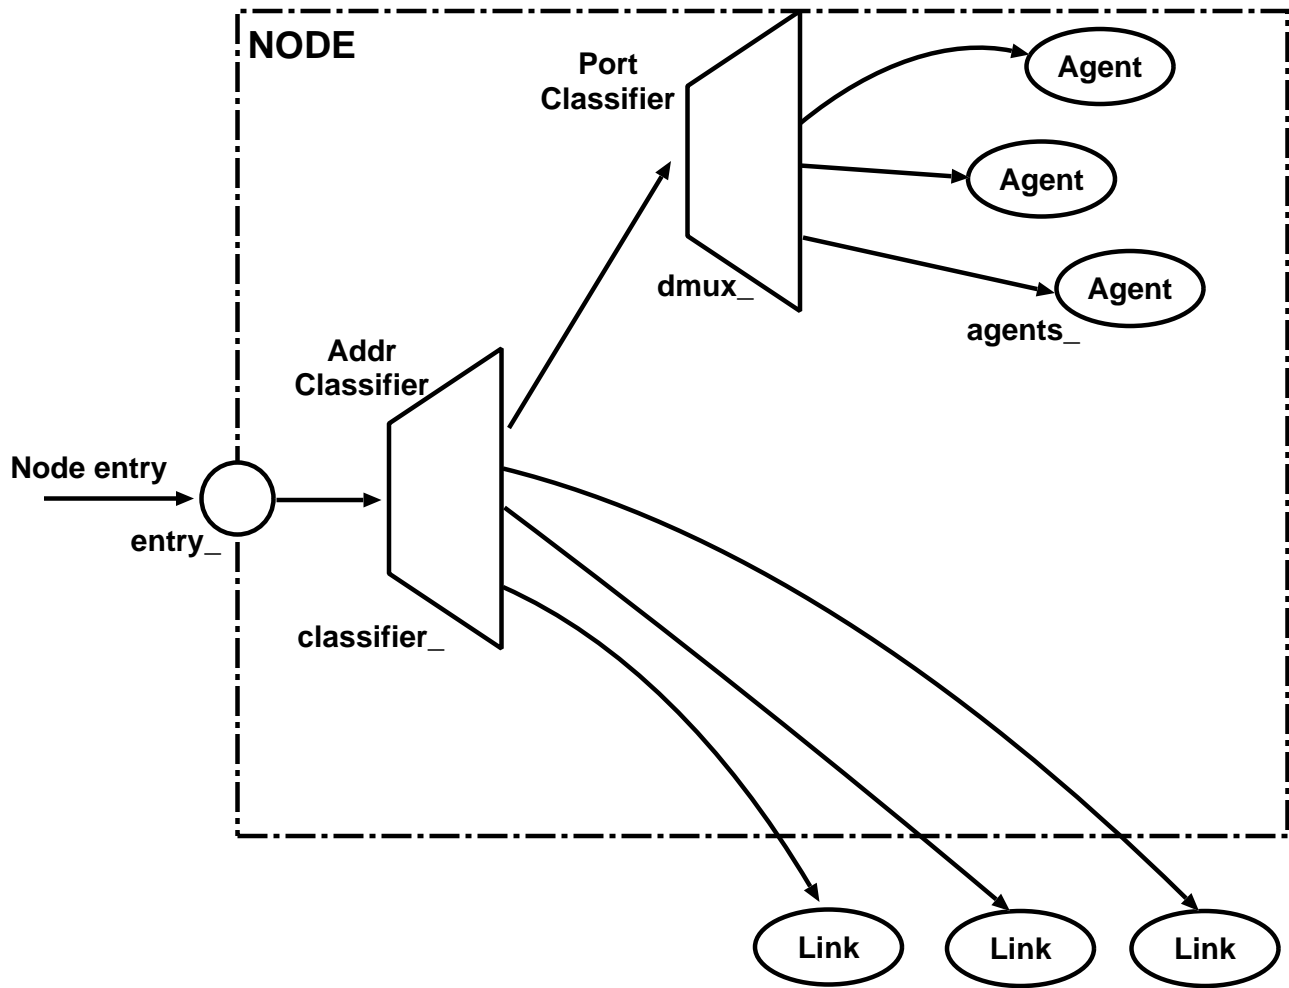 NODE
Port
Classifier
Agent
Agent
Agent
dmux_
agents_
Addr
Classifier
Node entry
entry_
classifier_
Link
Link
Link